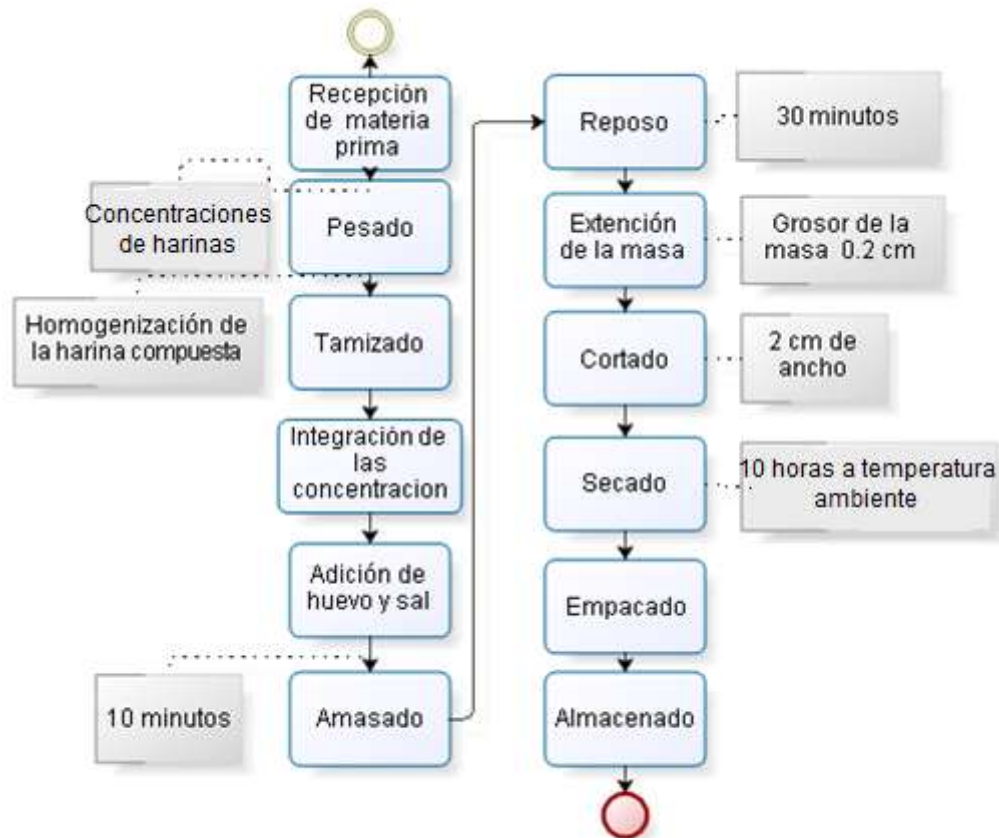 Recepción
de materia
prima
Concentraciones
de harinas
Pesado
Homogenización de
la harina compuesta
Tamizado
Integración de
las
concentracion
Adición de
huevo y sal
10 minutos
Amasado
Reposo
30 minutos
Extención
de la masa
Grosor de la
masa 0.2 cm
Cortado
2 cm de
ancho
Secado
10 horas a temperatura
ambiente
Empacado
Almacenado